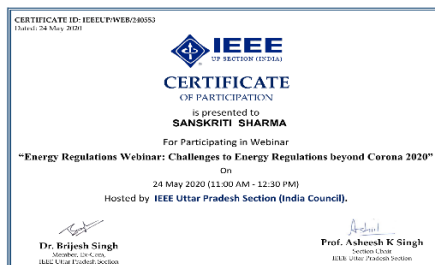 CERTIFICATE ID: IEEEUP/WEB/240553
Dated: 24 May 2020
IEEE
UP SECTION (INDIA)
CERTIFICATE
OF PARTICIPATION
is presented to
SANSKRITI SHARMA
For Participating in Webinar
“Energy Regulations Webinar: Challenges to Energy Regulations beyond Corona 2020”
On
24 May 2020 (11:00 AM - 12:30 PM)
Hosted by IEEE Uttar Pradesh Section (India Council).
Dr. Brijesh Singh
Member, Ex-Com,
IEEE Uttar Pradesh Section
Prof. Asheesh K Singh
Section Chair
IEEE Uttar Pradesh Section